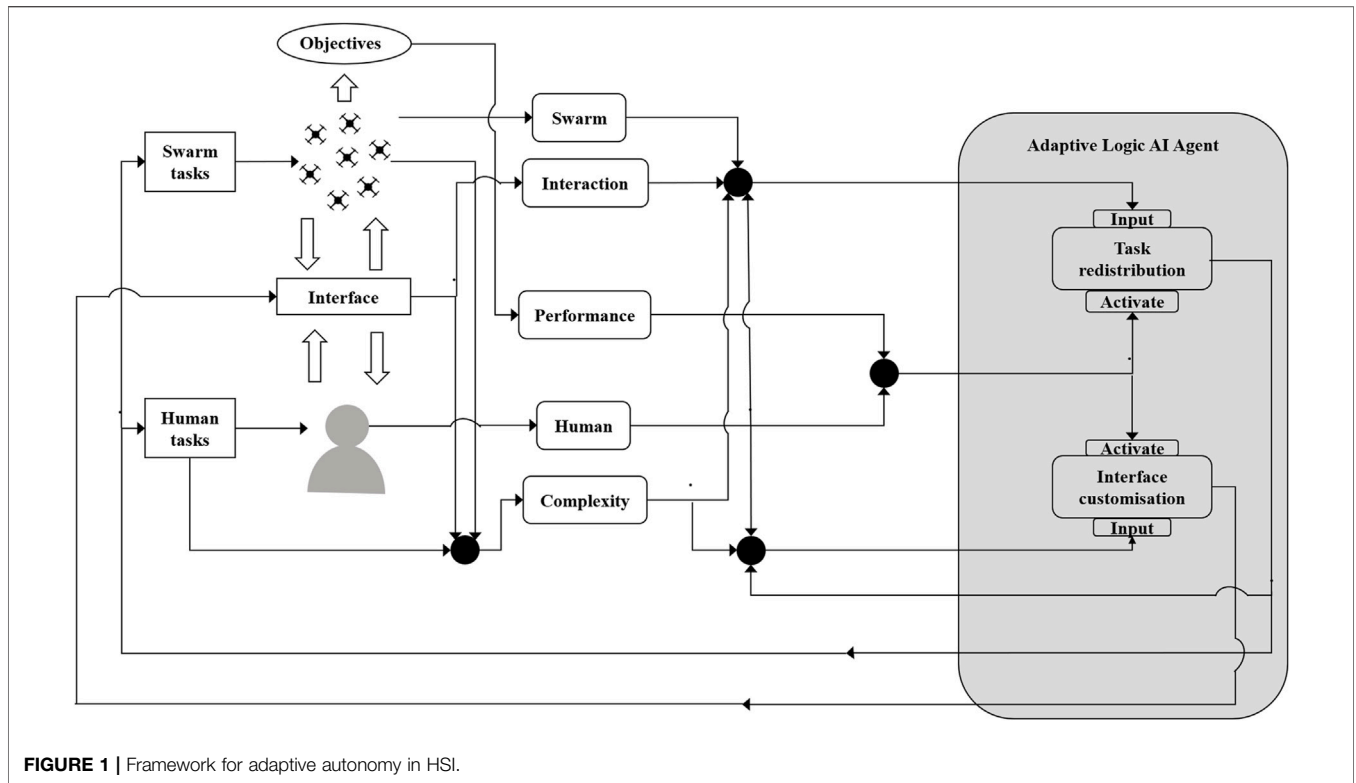 Objectives
Swarm
Adaptive Logic AI Agent
Swarm
tasks
Interaction
Input
Task
redistribution
Activate
Interface
Performance
Human
tasks
Human
Activate
Interface
customisation
Input
Complexity
FIGURE 1 | Framework for adaptive autonomy in HSI.